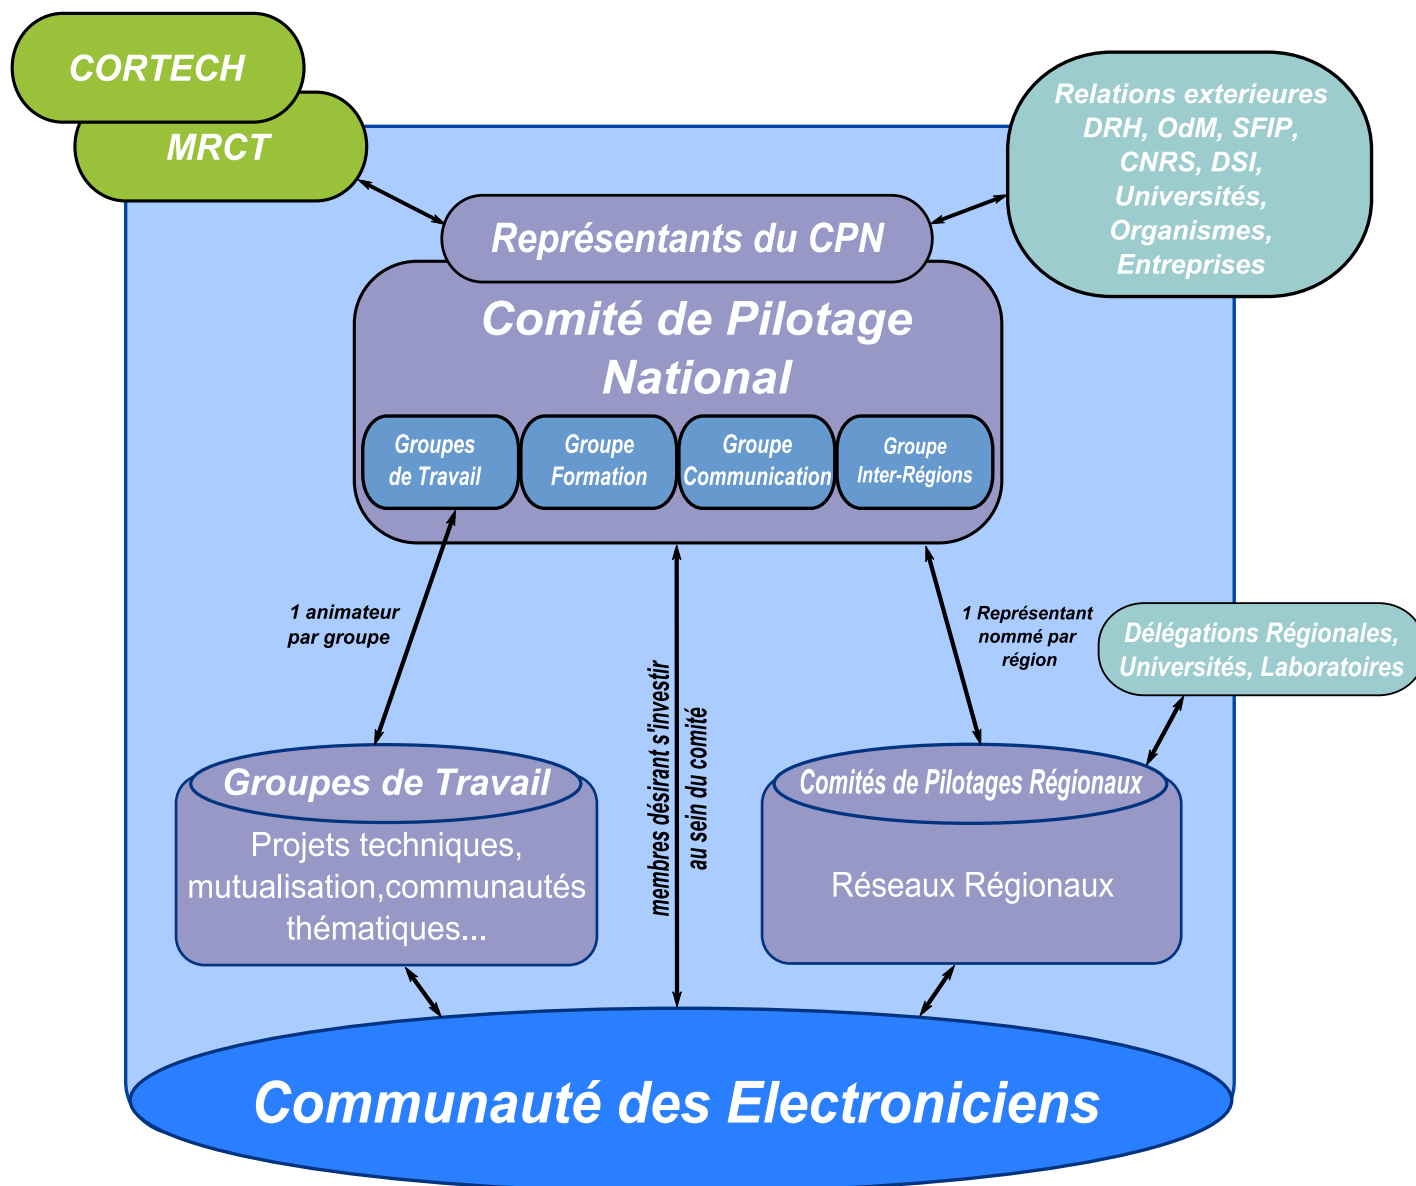 CORTECH
MRCT
Relations exterieures
DRH, OdM, SFIP,
CNRS, DSI,
Universités,
Organismes,
Entreprises
Représentants du CPN
Comité de Pilotage
National
Groupes
de Travail
Groupe
Formation
Groupe
Communication
Groupe
Inter-Régions
1 animateur
par groupe
membres désirant s'investir
au sein du comité
1 Représentant
nommé par
région
Délégations Régionales,
Universités, Laboratoires
Groupes de Travail
Projets techniques,
mutualisation,communautés
thématiques...
Comités de Pilotages Régionaux
Réseaux Régionaux
Communauté des Electroniciens